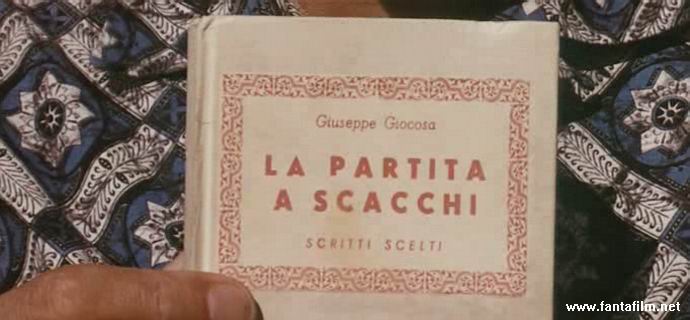 Giuseppe Giocosa
LA PARTITA
A SCACCHI
SCRITTI SCELTI
www.fantafilm.net